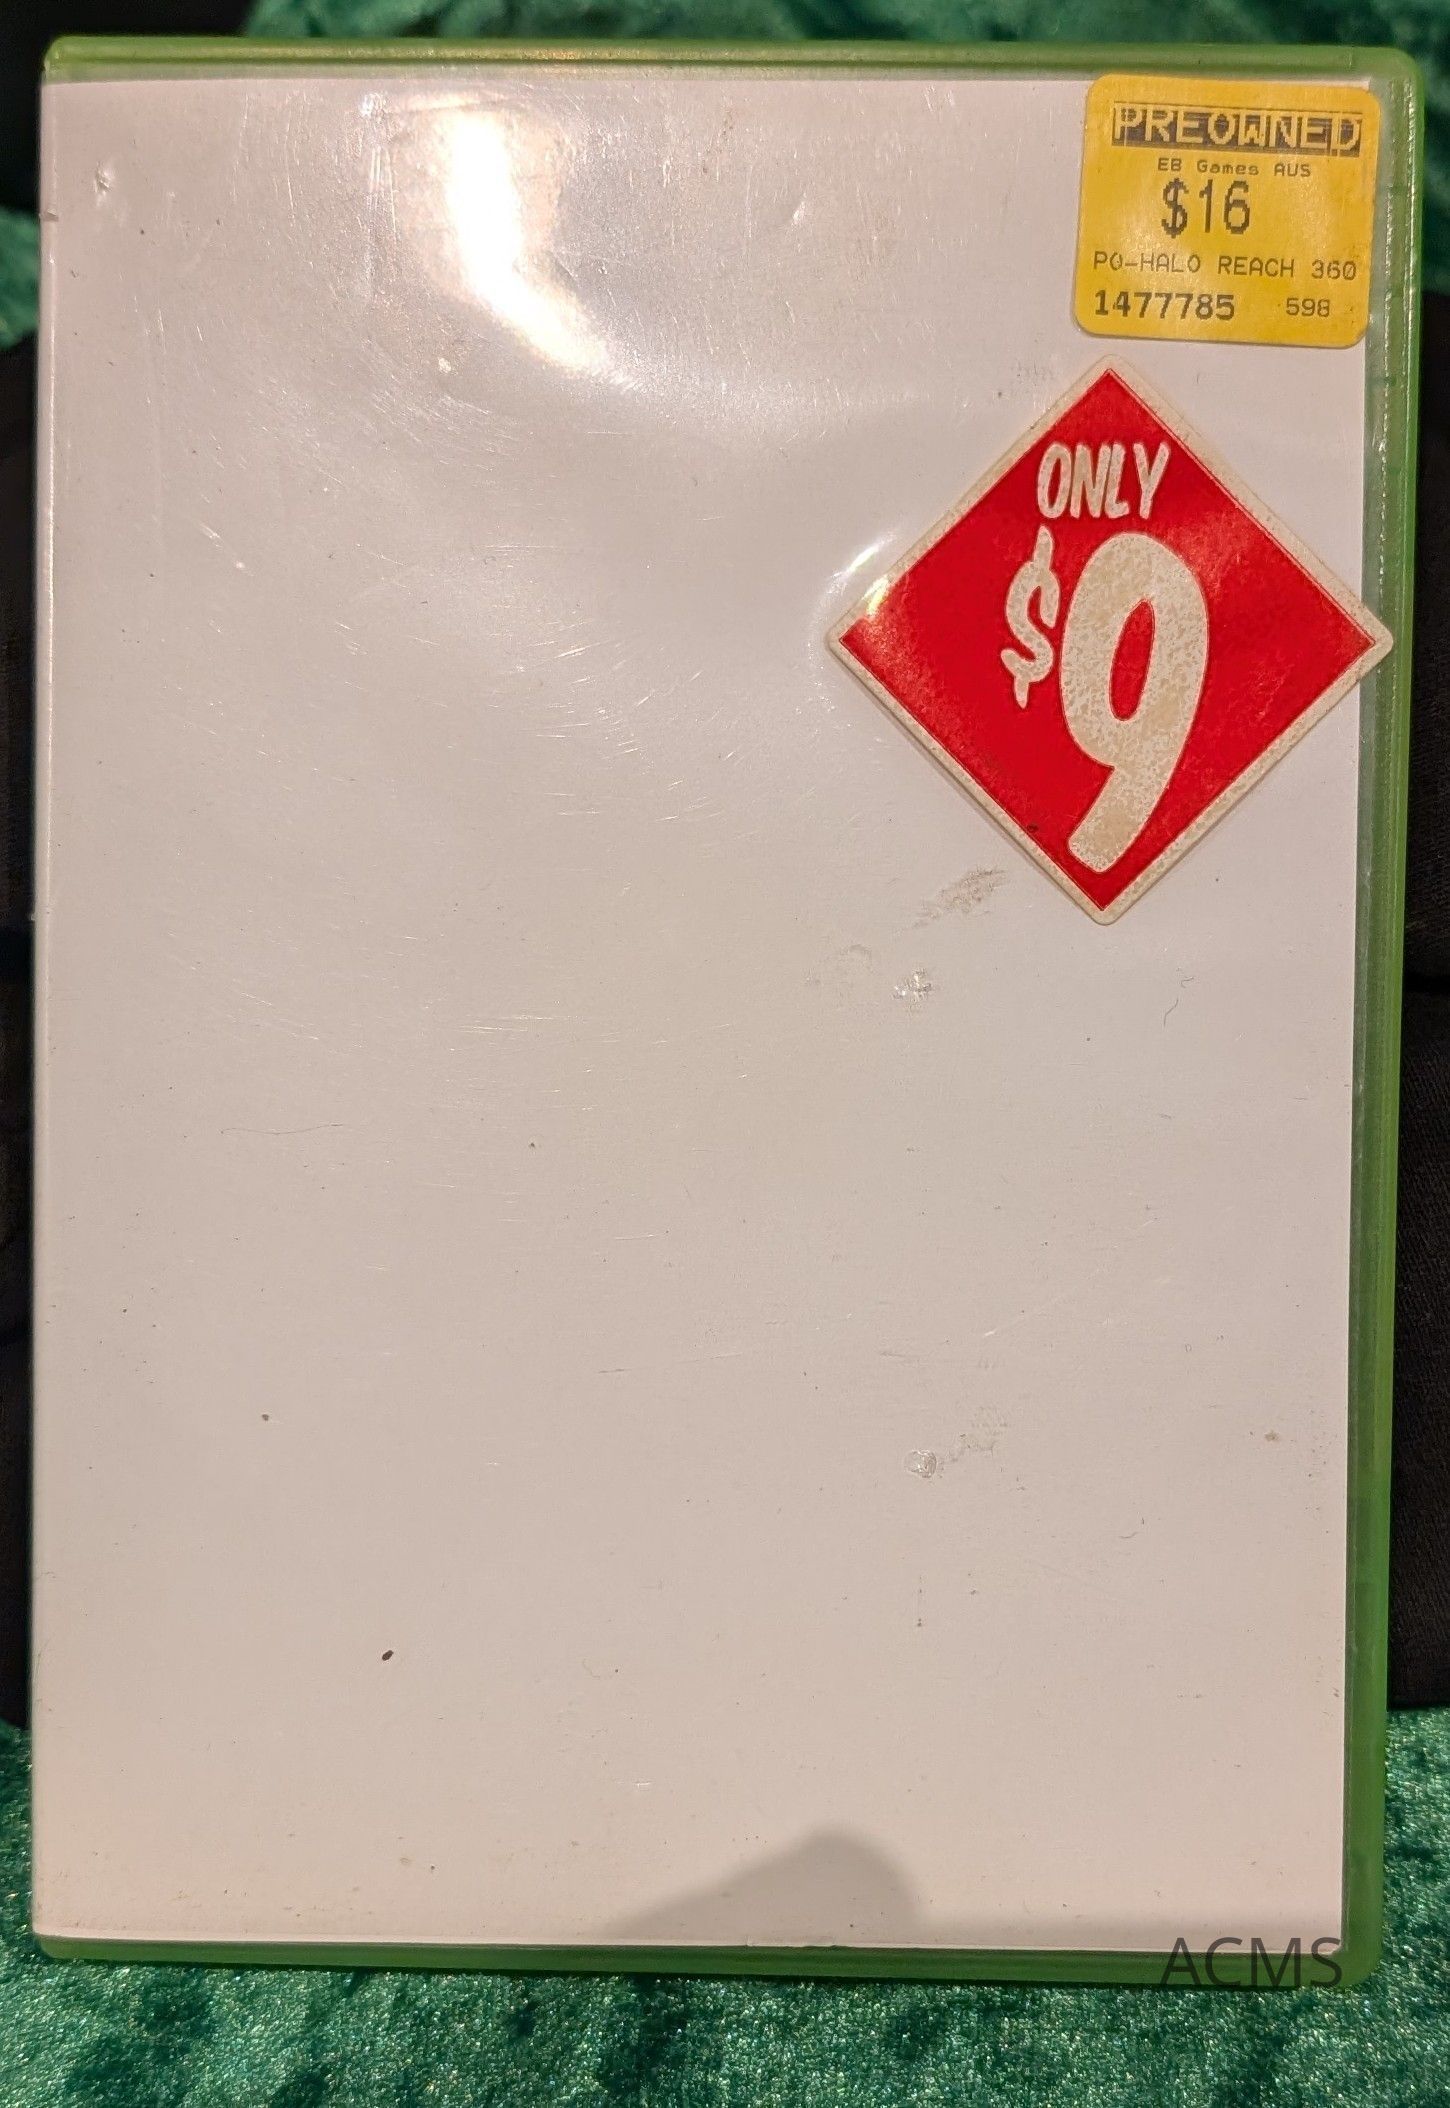 PREOWNED
EB Games AUS
$16
PO-HALO REACH 360
1477785 598
ONLY
$9
ACMS